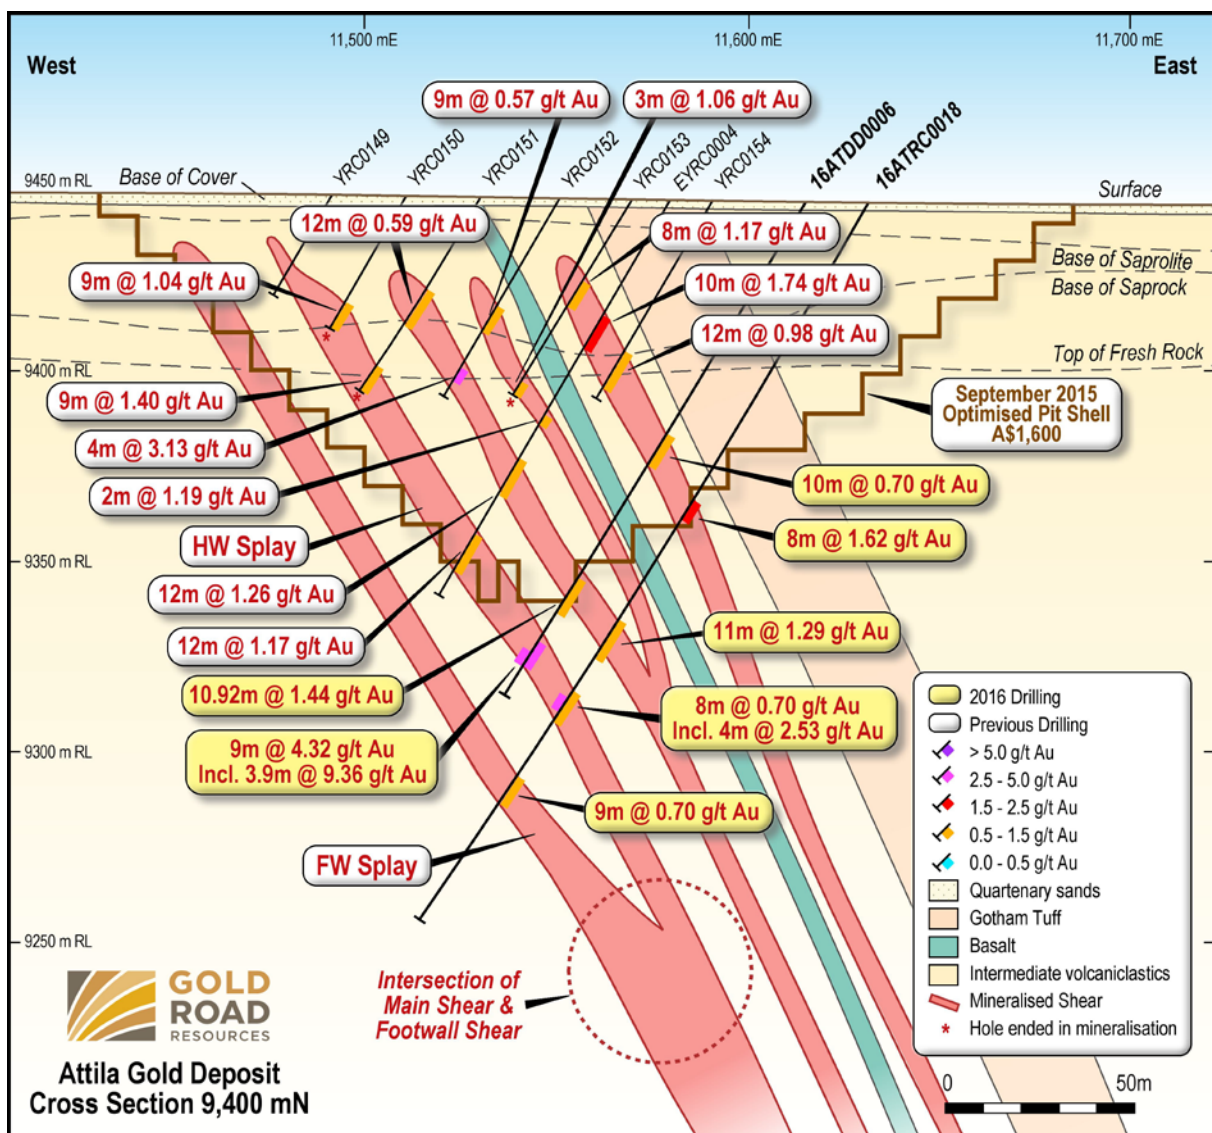 11,500 mE
11,600 mE
11,700 mE
West
East
9m @ 0.57 g/t Au
3m @ 1.06 g/t Au
YRC0149
YRC0150
YRC0151
YRC0152
YRC0153
EYRC0004
YRC0154
16ATDD0006
16ATRC0018
9450 m RL
Base of Cover
Surface
12m @ 0.59 g/t Au
8m @ 1.17 g/t Au
Base of Saprolite
9m @ 1.04 g/t Au
10m @ 1.74 g/t Au
Base of Saprock
*
12m @ 0.98 g/t Au
Top of Fresh Rock
9400 m RL
9m @ 1.40 g/t Au
*
*
September 2015
Optimised Pit Shell
A$1,600
4m @ 3.13 g/t Au
2m @ 1.19 g/t Au
10m @ 0.70 g/t Au
HW Splay
8m @ 1.62 g/t Au
9350 m RL
12m @ 1.26 g/t Au
12m @ 1.17 g/t Au
11m @ 1.29 g/t Au
10.92m @ 1.44 g/t Au
8m @ 0.70 g/t Au
Incl. 4m @ 2.53 g/t Au
9m @ 4.32 g/t Au
Incl. 3.9m @ 9.36 g/t Au
9300 m RL
9m @ 0.70 g/t Au
FW Splay
9250 m RL
Intersection of
Main Shear &
Footwall Shear
2016 Drilling
Previous Drilling
> 5.0 g/t Au
2.5 - 5.0 g/t Au
1.5 - 2.5 g/t Au
0.5 - 1.5 g/t Au
0.0 - 0.5 g/t Au
Quartenary sands
Gotham Tuff
Basalt
Intermediate volcaniclastics
Mineralised Shear
* Hole ended in mineralisation
GOLD
ROAD
RESOURCES
Attila Gold Deposit
Cross Section 9,400 mN
0 50m